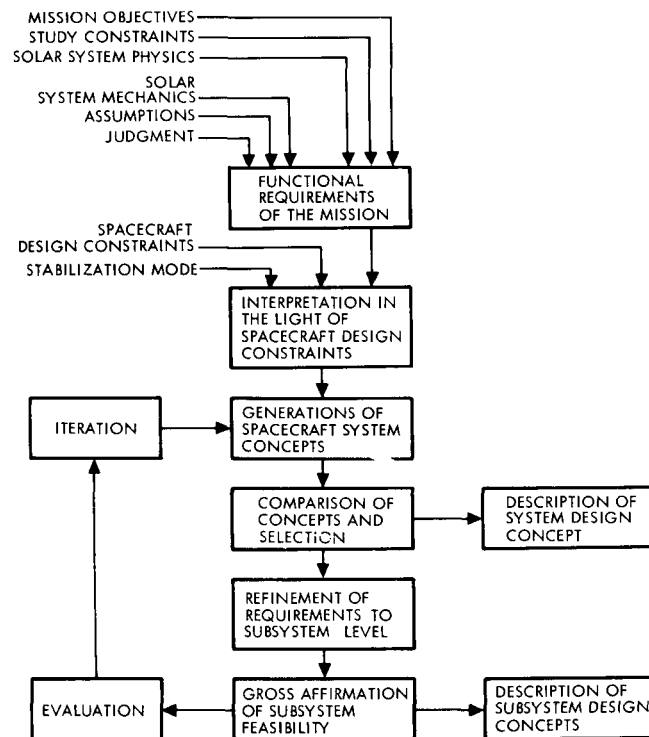 MISSION OBJECTIVES
STUDY CONSTRAINTS
SOLAR SYSTEM PHYSICS
SOLAR
SYSTEM MECHANICS
ASSUMPTIONS
JUDGMENT
FUNCTIONAL
REQUIREMENTS
OF THE MISSION
SPACECRAFT
DESIGN CONSTRAINTS
STABILIZATION MODE
INTERPRETATION IN
THE LIGHT OF
SPACECRAFT DESIGN
CONSTRAINTS
ITERATION
GENERATIONS OF
SPACECRAFT SYSTEM
CONCEPTS
COMPARISON OF
CONCEPTS AND
SELECTION
DESCRIPTION OF
SYSTEM DESIGN
CONCEPT
REFINEMENT OF
REQUIREMENTS TO
SUBSYSTEM LEVEL
EVALUATION
GROSS AFFIRMATION
OF SUBSYSTEM
FEASIBILITY
DESCRIPTION OF
SUBSYSTEM DESIGN
CONCEPTS